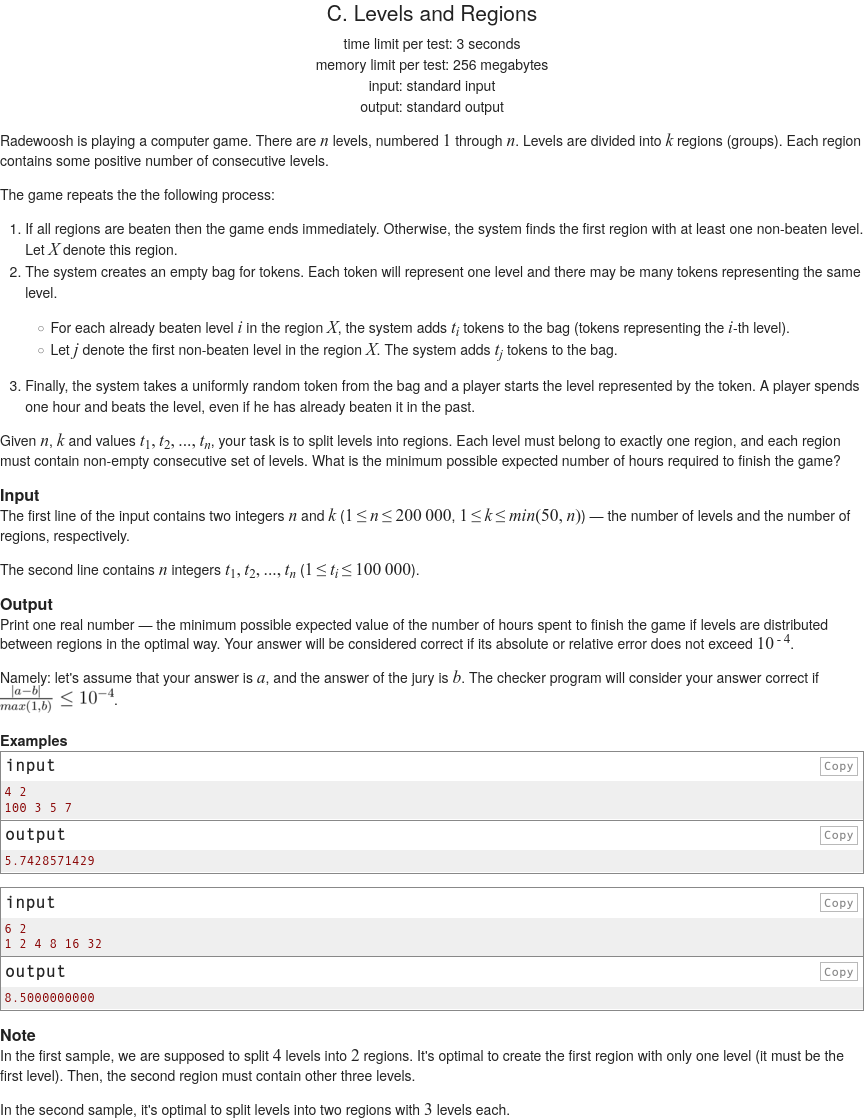 C. Levels and Regions
time limit per test: 3 seconds
memory limit per test: 256 megabytes
input: standard input
output: standard output
Radewoosh is playing a computer game. There are n levels, numbered 1 through n. Levels are divided into k regions (groups). Each region
contains some positive number of consecutive levels.
The game repeats the the following process:
1. If all regions are beaten then the game ends immediately. Otherwise, the system finds the first region with at least one non-beaten level.
Let X denote this region.
2. The system creates an empty bag for tokens. Each token will represent one level and there may be many tokens representing the same
level.
○ For each already beaten level i in the region X, the system adds t_i tokens to the bag (tokens representing the i-th level).
○ Let j denote the first non-beaten level in the region X. The system adds t_j tokens to the bag.
3. Finally, the system takes a uniformly random token from the bag and a player starts the level represented by the token. A player spends
one hour and beats the level, even if he has already beaten it in the past.
Given n, k and values t_1, t_2, ..., t_n, your task is to split levels into regions. Each level must belong to exactly one region, and each region
must contain non-empty consecutive set of levels. What is the minimum possible expected number of hours required to finish the game?
Input
The first line of the input contains two integers n and k (1 ≤ n ≤ 200 000, 1 ≤ k ≤ min(50, n)) — the number of levels and the number of
regions, respectively.
The second line contains n integers t_1, t_2, ..., t_n (1 ≤ t_i ≤ 100 000).
Output
Print one real number — the minimum possible expected value of the number of hours spent to finish the game if levels are distributed
between regions in the optimal way. Your answer will be considered correct if its absolute or relative error does not exceed 10^{-4}.
Namely: let's assume that your answer is a, and the answer of the jury is b. The checker program will consider your answer correct if
\frac{|a-b|}{max(1,b)} ≤ 10^{-4}.
Examples
input Copy
4 2
100 3 5 7
output Copy
5.7428571429
input Copy
6 2
1 2 4 8 16 32
output Copy
8.5000000000
Note
In the first sample, we are supposed to split 4 levels into 2 regions. It's optimal to create the first region with only one level (it must be the
first level). Then, the second region must contain other three levels.
In the second sample, it's optimal to split levels into two regions with 3 levels each.